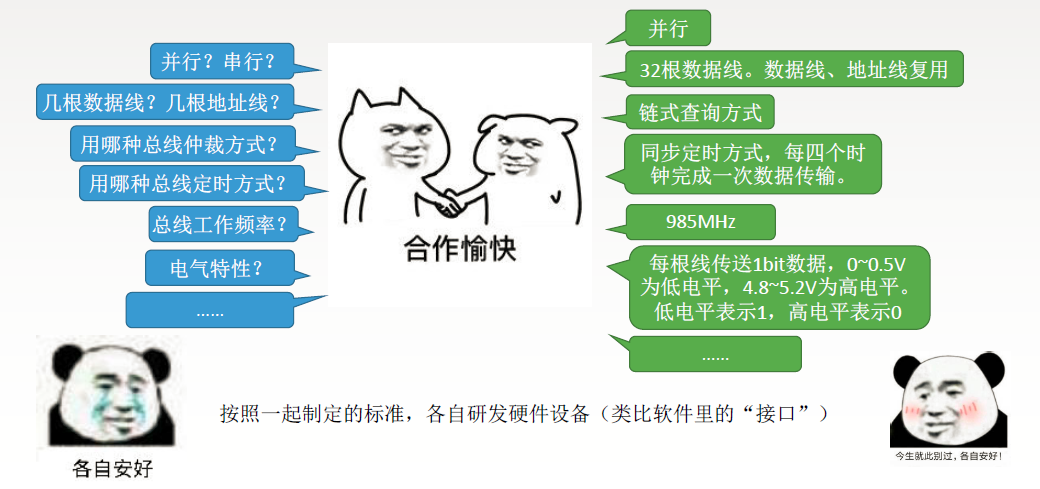 并行？串行？
几根数据线？几根地址线？
用哪种总线仲裁方式？
用哪种总线定时方式？
总线工作频率？
电气特性？
……
合作愉快
并行
32根数据线。数据线、地址线复用
链式查询方式
同步定时方式，每四个时
钟完成一次数据传输。
985MHz
每根线传送1bit数据，0~0.5V
为低电平，4.8~5.2V为高电平。
低电平表示1，高电平表示0
……
按照一起制定的标准，各自研发硬件设备（类比软件里的“接口”）
各自安好
今生就此别过，各自安好！